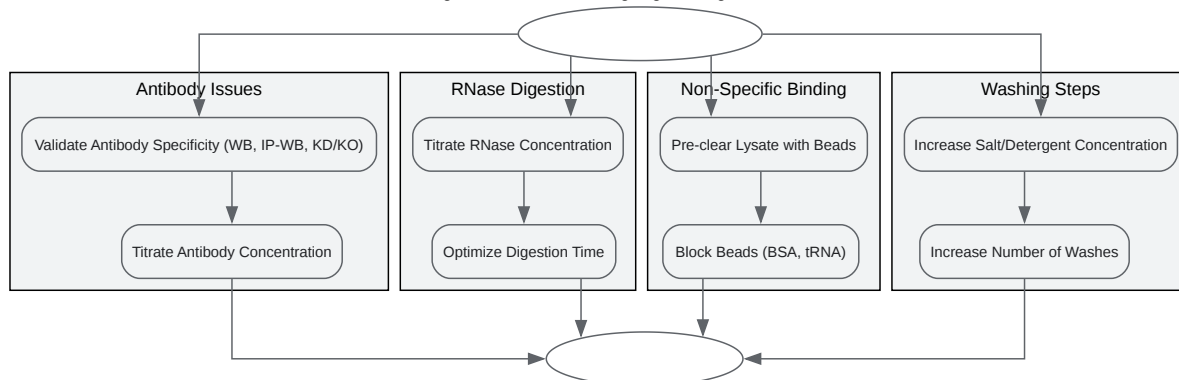 Antibody Issues
RNase Digestion
Non-Specific Binding
Washing Steps
Validate Antibody Specificity (WB, IP-WB, KD/KO)
Titrate RNase Concentration
Pre-clear Lysate with Beads
Increase Salt/Detergent Concentration
Titrate Antibody Concentration
Optimize Digestion Time
Block Beads (BSA, tRNA)
Increase Number of Washes